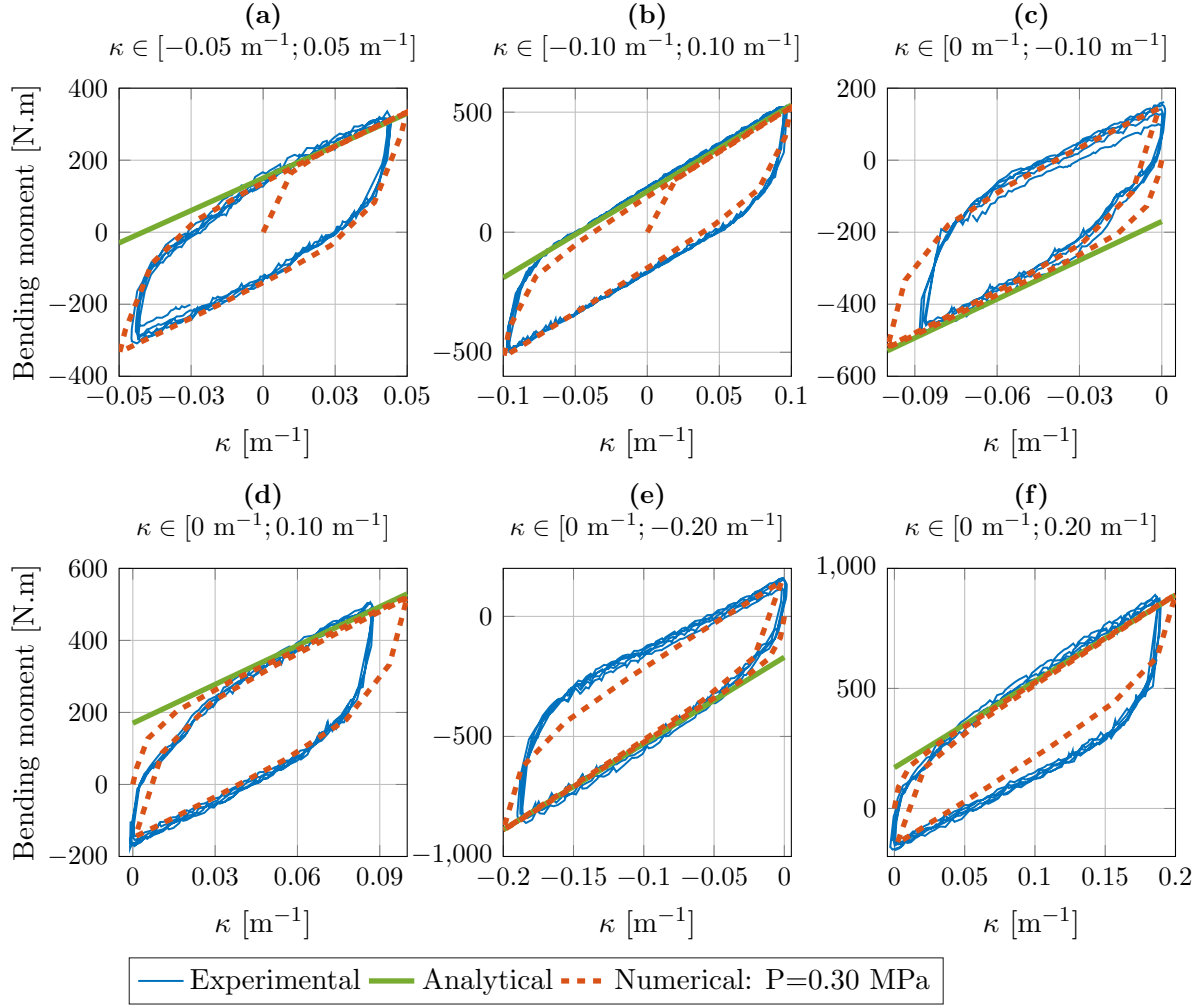 (a) (b) (c)
κ ∈ [−0.05 m⁻¹; 0.05 m⁻¹] κ ∈ [−0.10 m⁻¹; 0.10 m⁻¹] κ ∈ [0 m⁻¹; −0.10 m⁻¹]
Bending moment [N.m]
400
200
0
−200
−400
−0.05 −0.03 0 0.03 0.05
κ [m⁻¹]
500
0
−500
−0.1 −0.05 0 0.05 0.1
κ [m⁻¹]
200
0
−200
−400
−600
−0.09 −0.06 −0.03 0
κ [m⁻¹]
(d) (e) (f)
κ ∈ [0 m⁻¹; 0.10 m⁻¹] κ ∈ [0 m⁻¹; −0.20 m⁻¹] κ ∈ [0 m⁻¹; 0.20 m⁻¹]
Bending moment [N.m]
600
400
200
0
−200
0 0.03 0.06 0.09
κ [m⁻¹]
0
−500
−1,000
−0.2 −0.15 −0.1 −0.05 0
κ [m⁻¹]
1,000
500
0
0 0.05 0.1 0.15 0.2
κ [m⁻¹]
Experimental Analytical Numerical: P=0.30 MPa